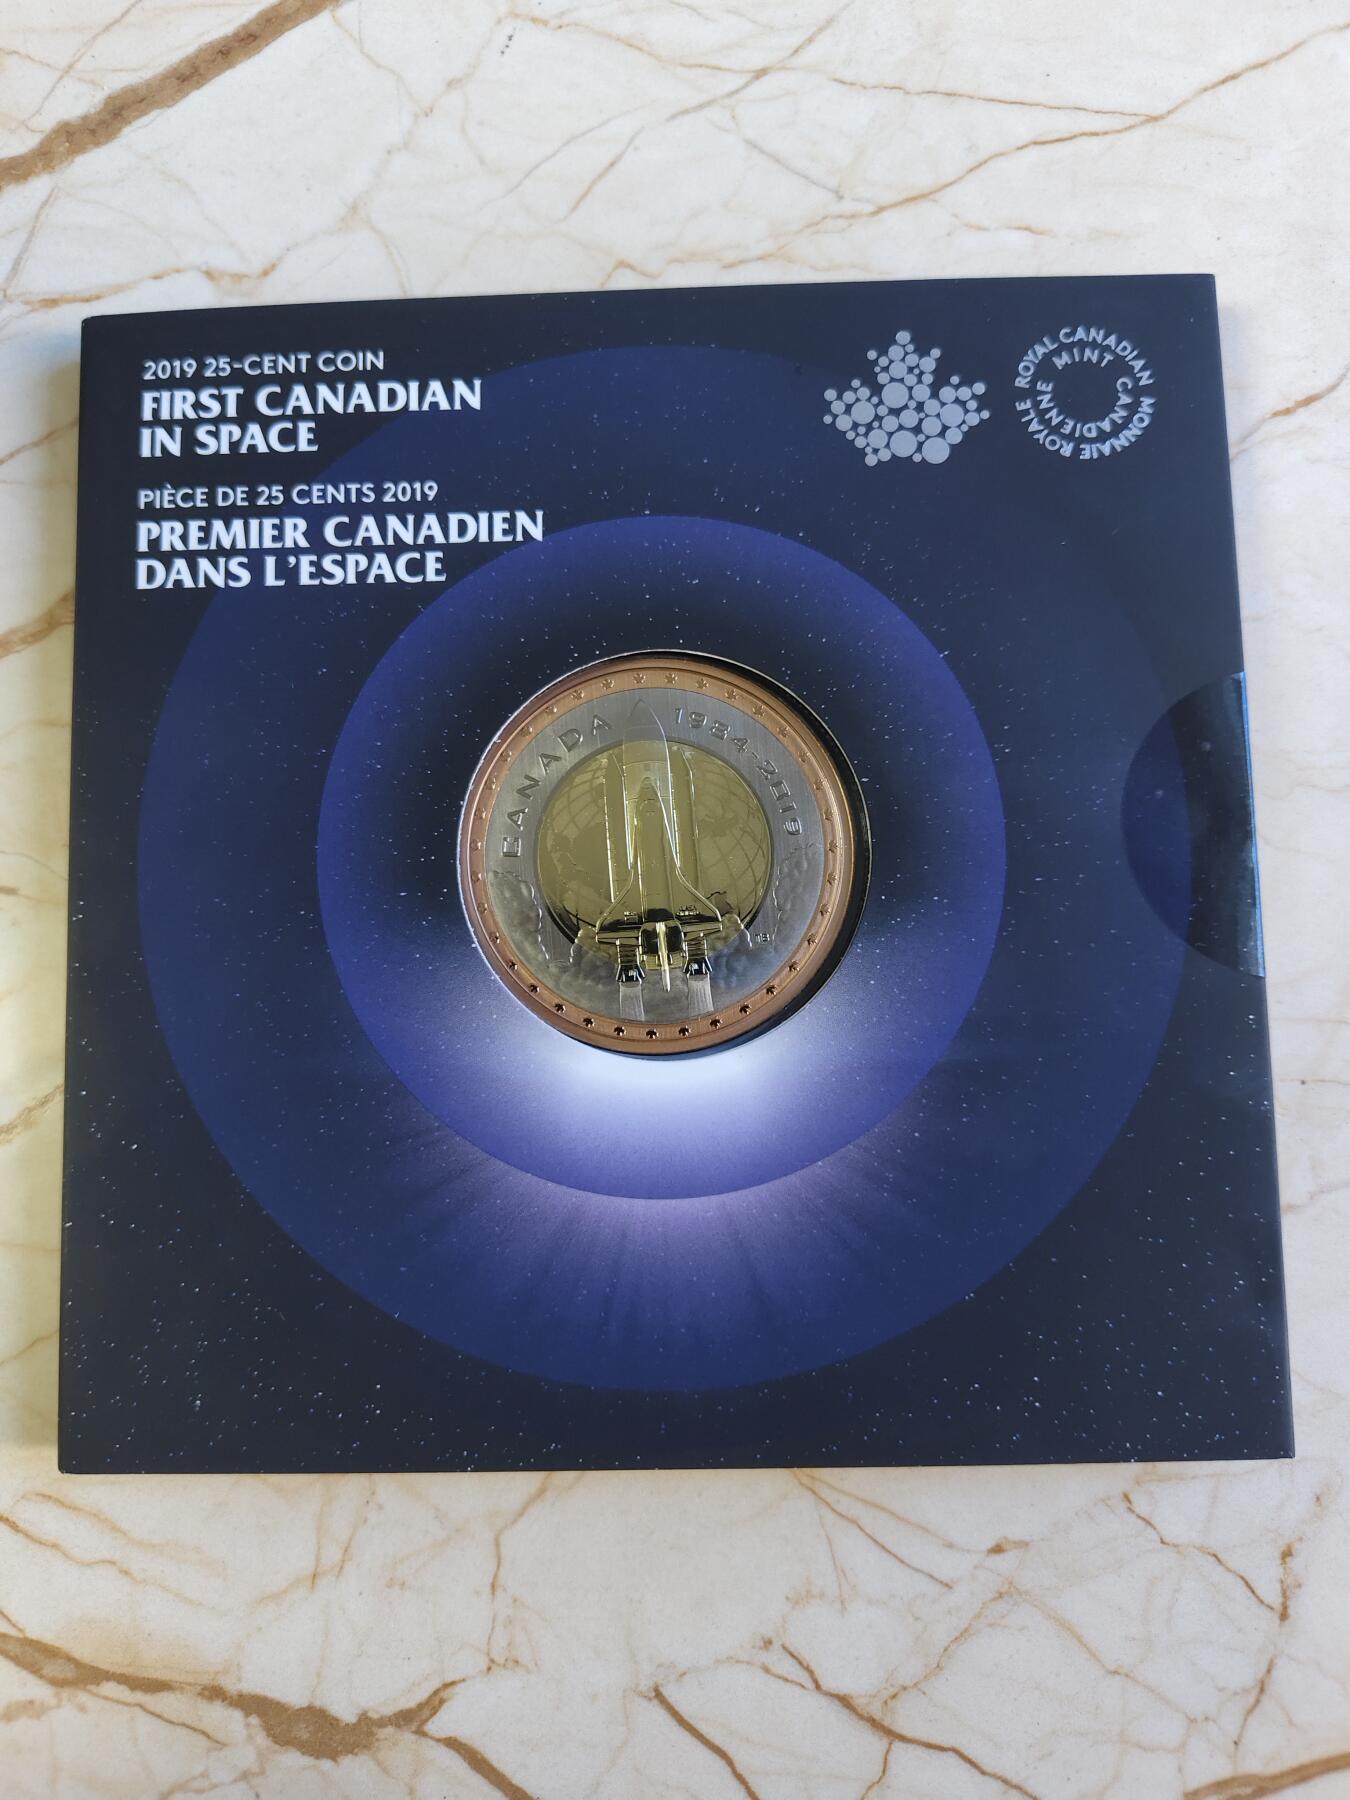 2019 25-CENT COIN
FIRST CANADIAN
IN SPACE
PIÈCE DE 25 CENTS 2019
PREMIER CANADIEN
DANS L'ESPACE
ROYAL CANADIAN MINT
MONNAIE ROYALE CANADIENNE
CANADA 1984-2019
TB